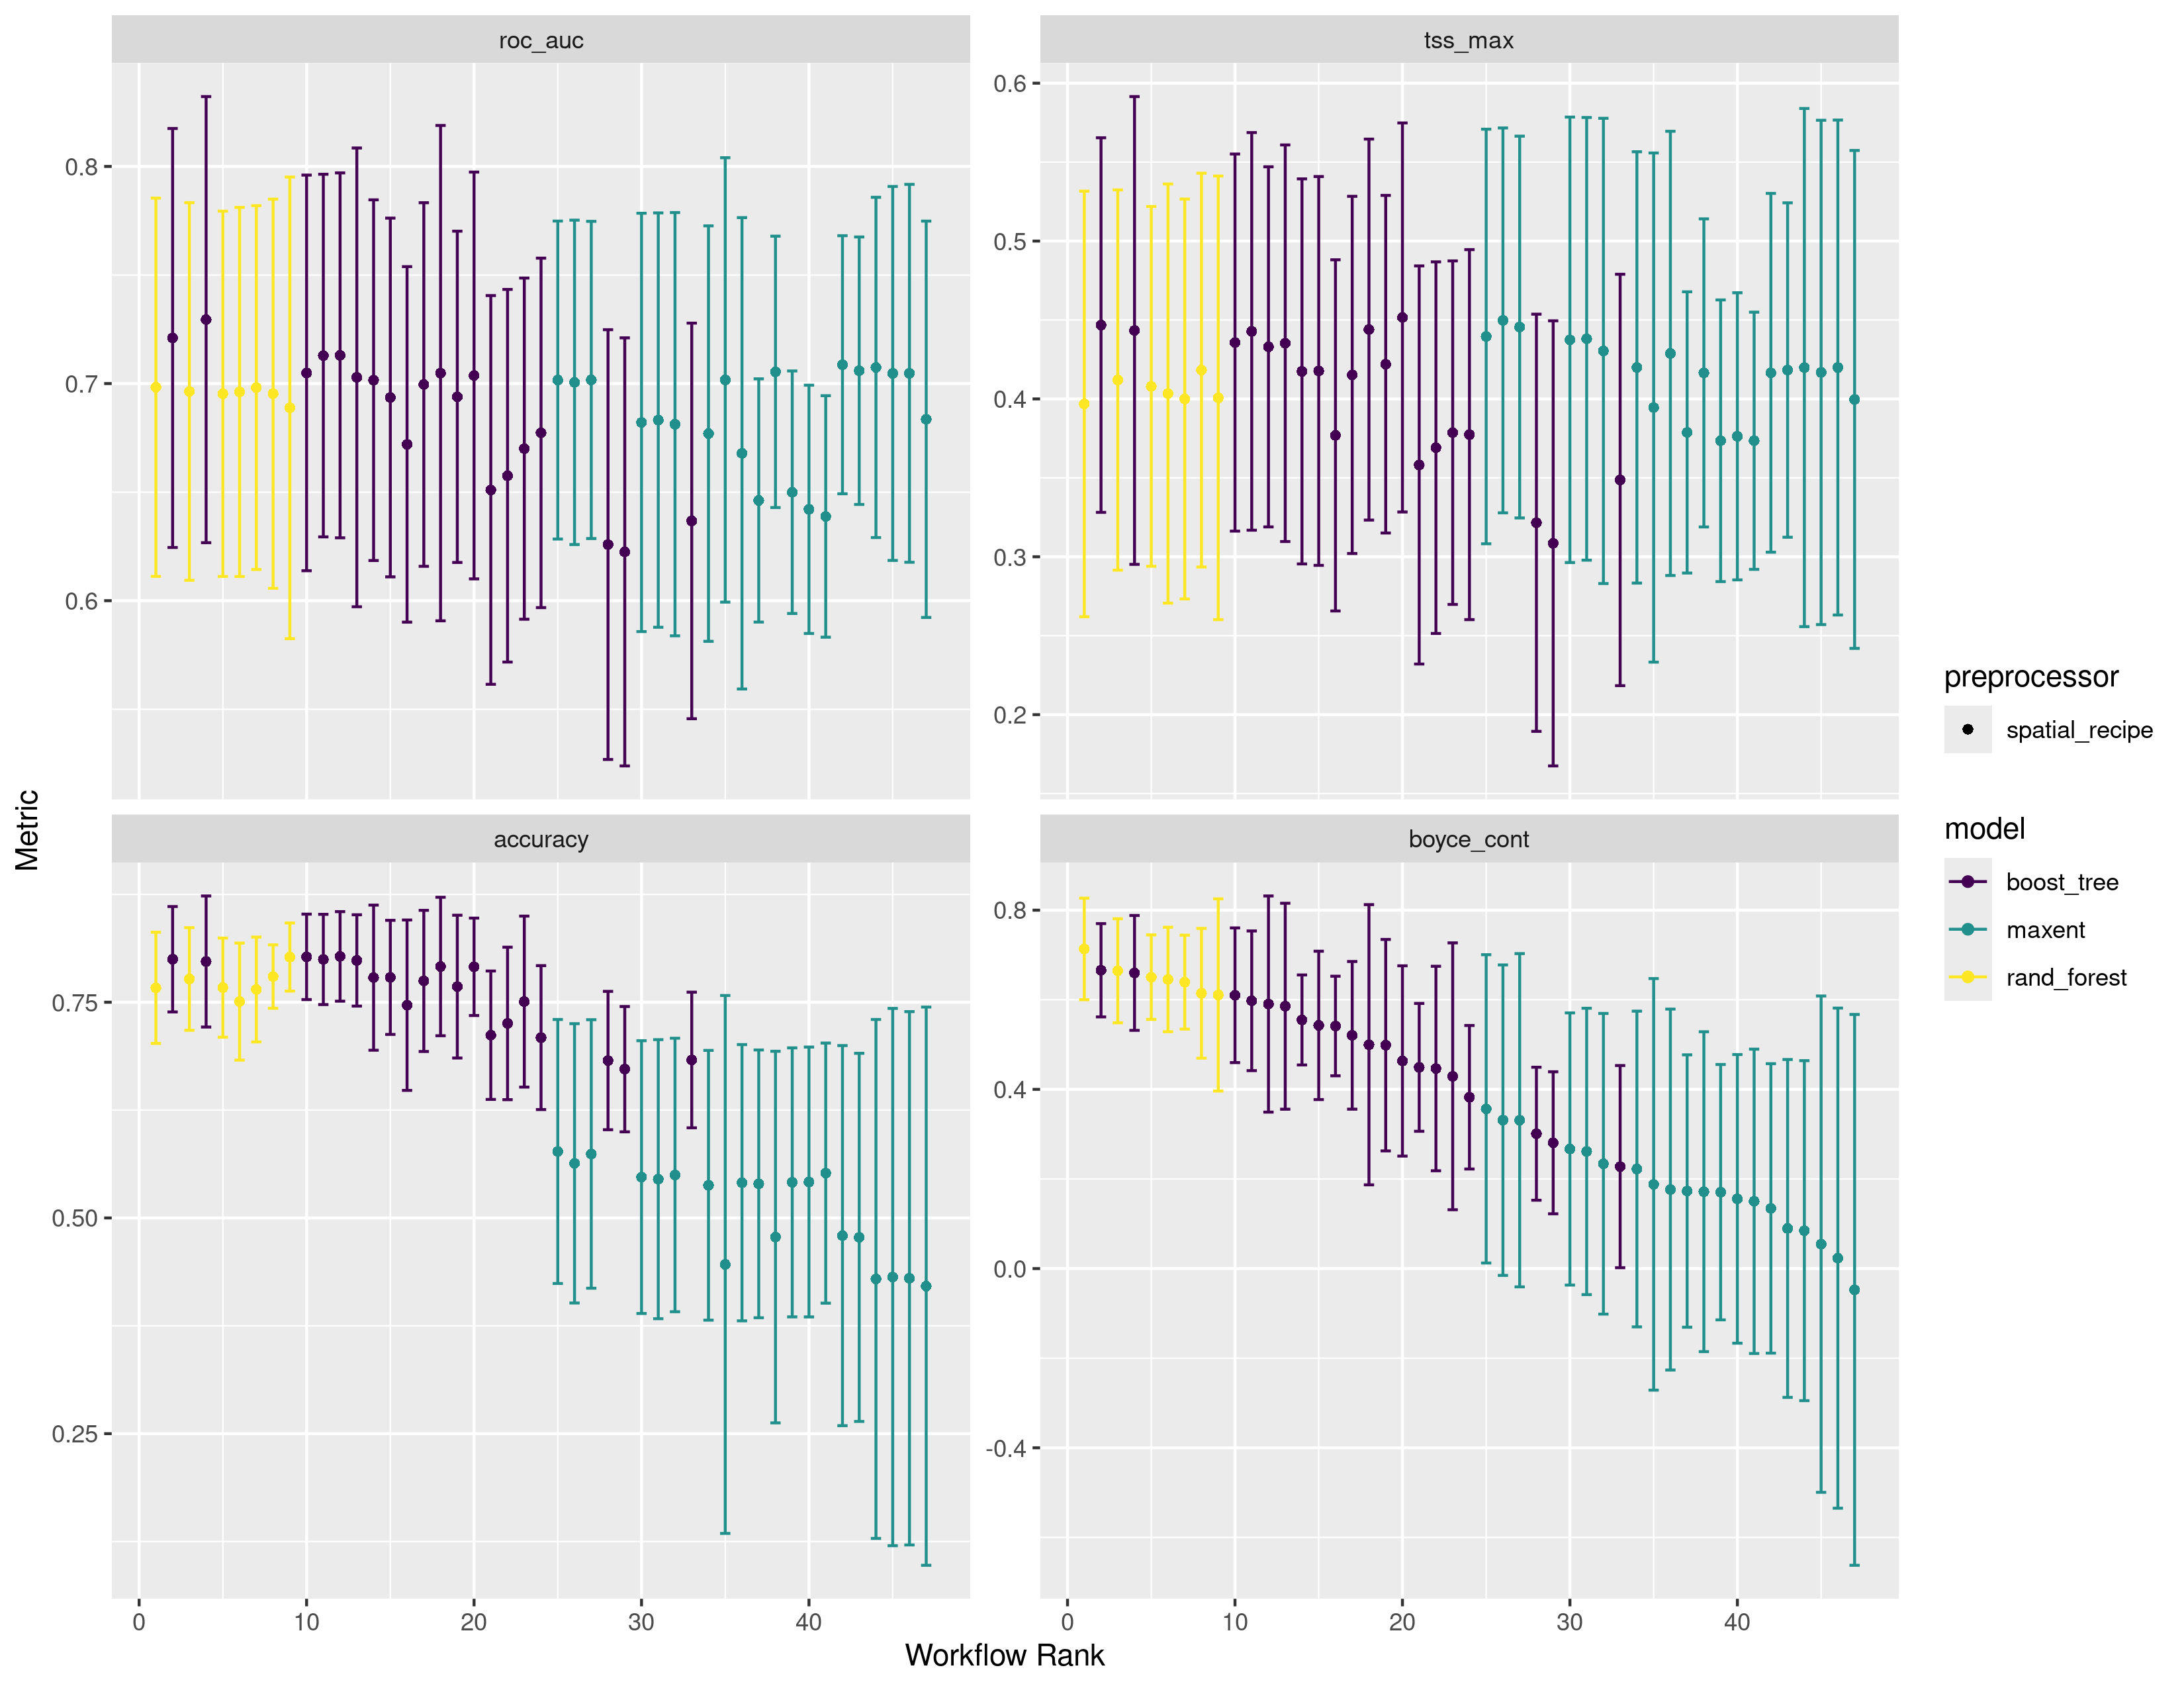 roc_auc
tss_max
0.8
0.7
0.6
0.6
0.5
0.4
0.3
0.2
accuracy
boyce_cont
0.75
0.50
0.25
0.8
0.4
0.0
-0.4
0 10 20 30 40
0 10 20 30 40
Workflow Rank
Metric
preprocessor
spatial_recipe
model
boost_tree
maxent
rand_forest